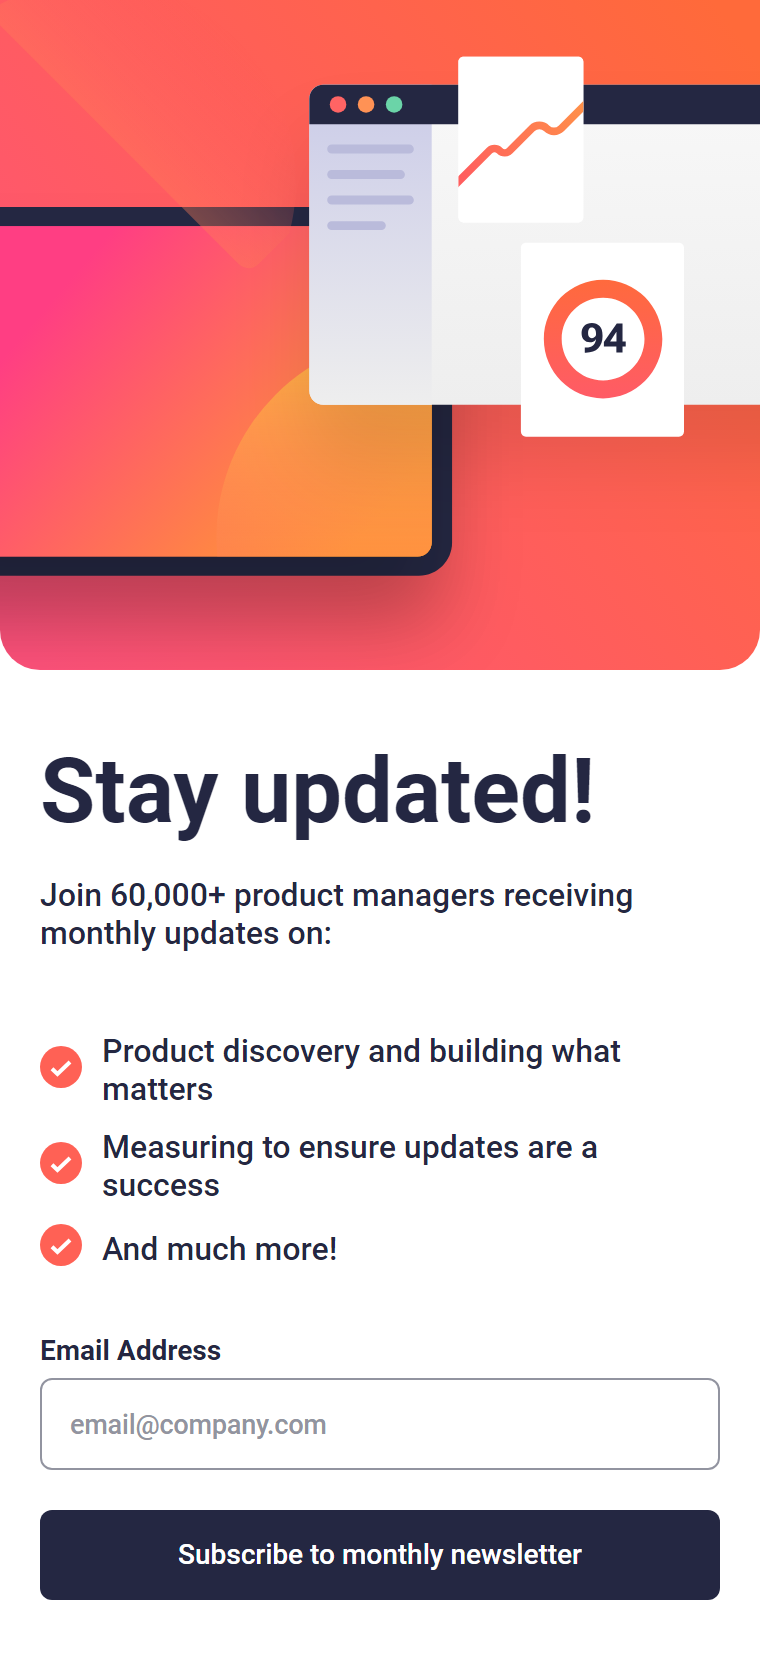 94
Stay updated!
Join 60,000+ product managers receiving
monthly updates on:
Product discovery and building what
matters
Measuring to ensure updates are a
success
And much more!
Email Address
email@company.com
Subscribe to monthly newsletter